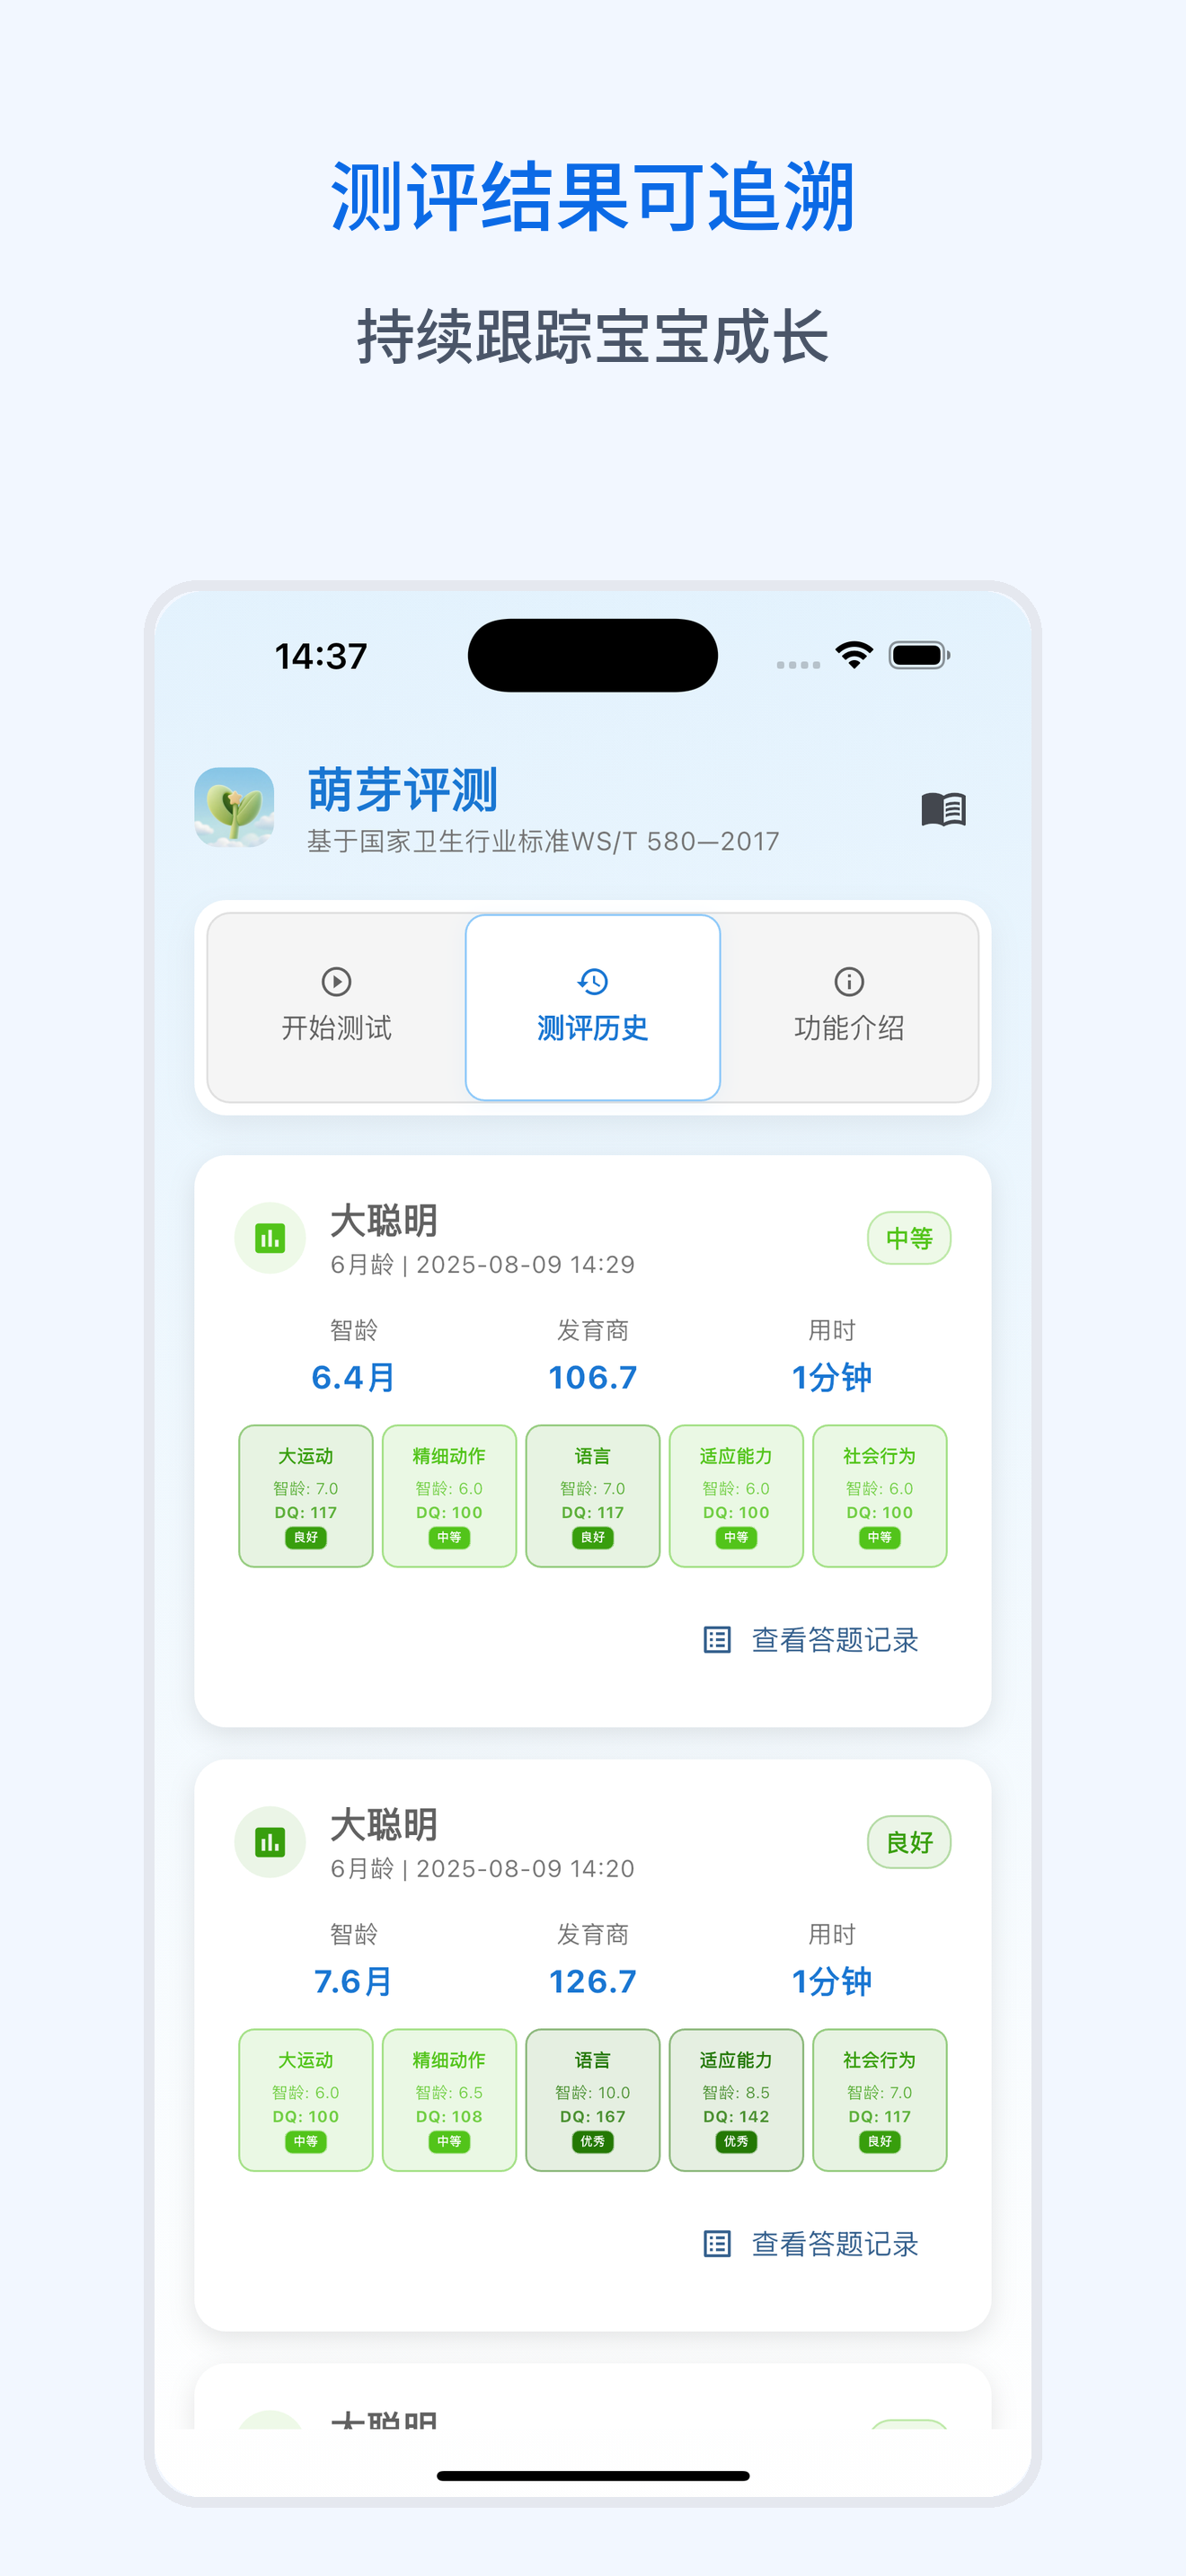 测评结果可追溯
持续跟踪宝宝成长
14:37
萌芽评测
基于国家卫生行业标准WS/T 580—2017
开始测试
测评历史
功能介绍
大聪明
6月龄 | 2025-08-09 14:29
中等
智龄 发育商 用时
6.4月 106.7 1分钟
大运动 精细动作 语言 适应能力 社会行为
智龄: 7.0 智龄: 6.0 智龄: 7.0 智龄: 6.0 智龄: 6.0
DQ: 117 DQ: 100 DQ: 117 DQ: 100 DQ: 100
良好 中等 良好 中等 中等
查看答题记录
大聪明
6月龄 | 2025-08-09 14:20
良好
智龄 发育商 用时
7.6月 126.7 1分钟
大运动 精细动作 语言 适应能力 社会行为
智龄: 6.0 智龄: 6.5 智龄: 10.0 智龄: 8.5 智龄: 7.0
DQ: 100 DQ: 108 DQ: 167 DQ: 142 DQ: 117
中等 中等 优秀 优秀 良好
查看答题记录
大聪明